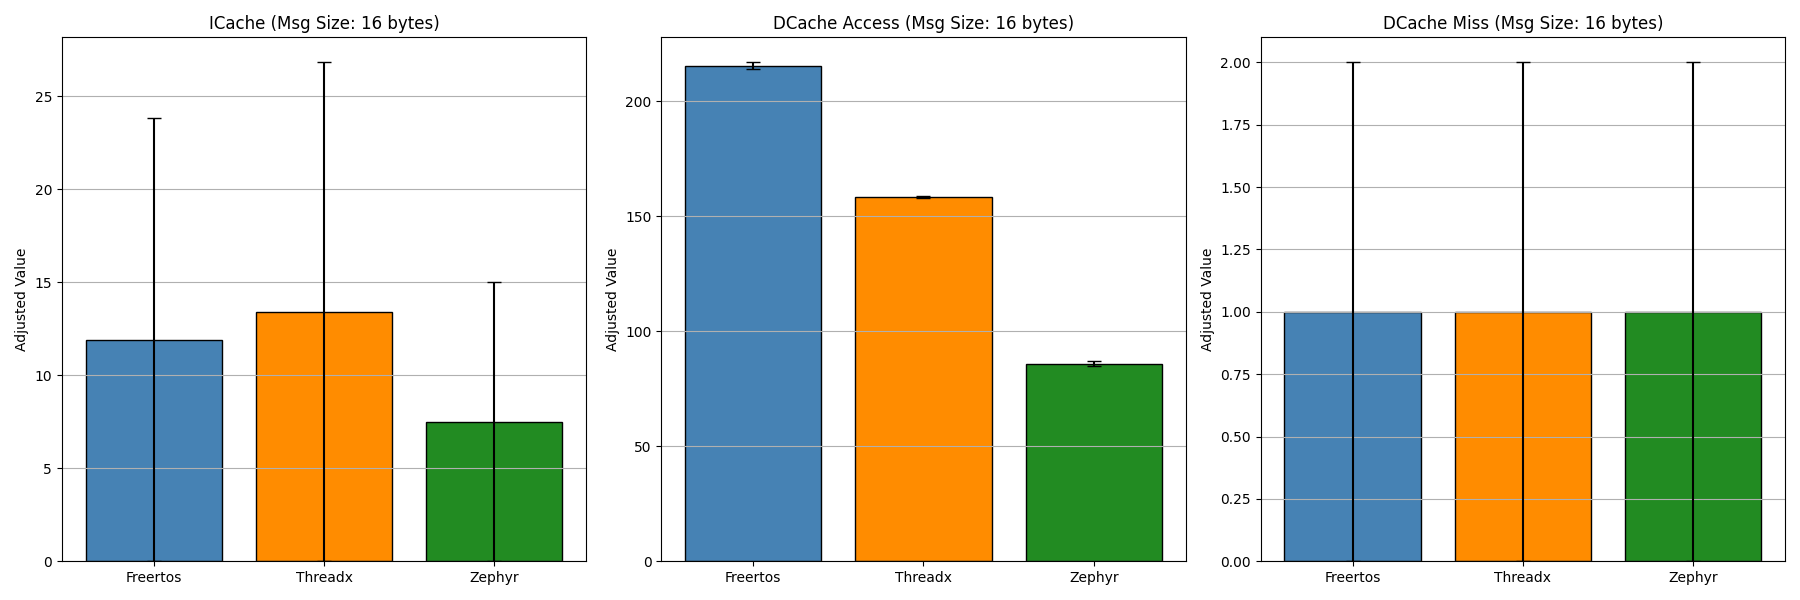 ICache (Msg Size: 16 bytes)
Adjusted Value
25
20
15
10
5
0
Freertos
Threadx
Zephyr
DCache Access (Msg Size: 16 bytes)
Adjusted Value
200
150
100
50
0
Freertos
Threadx
Zephyr
DCache Miss (Msg Size: 16 bytes)
Adjusted Value
2.00
1.75
1.50
1.25
1.00
0.75
0.50
0.25
0.00
Freertos
Threadx
Zephyr